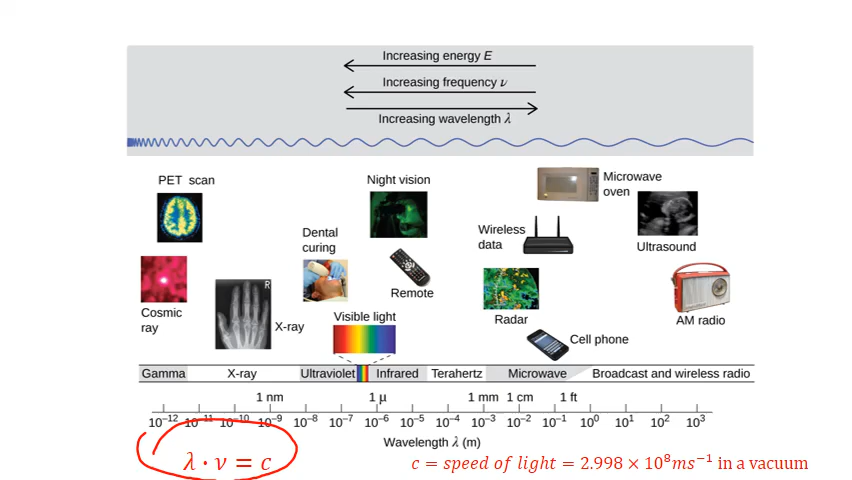 Increasing energy E
Increasing frequency ν
Increasing wavelength λ
PET scan
Night vision
Microwave
oven
Dental
curing
Wireless
data
Ultrasound
Remote
Cosmic
ray
R
X-ray
Visible light
Radar
Cell phone
AM radio
Gamma X-ray Ultraviolet Infrared Terahertz Microwave Broadcast and wireless radio
1 nm 1 µ 1 mm 1 cm 1 ft
10⁻¹² 10⁻¹¹ 10⁻¹⁰ 10⁻⁹ 10⁻⁸ 10⁻⁷ 10⁻⁶ 10⁻⁵ 10⁻⁴ 10⁻³ 10⁻² 10⁻¹ 10⁰ 10¹ 10² 10³
Wavelength λ (m)
λ · ν = c
c = speed of light = 2.998 × 10⁸ms⁻¹ in a vacuum